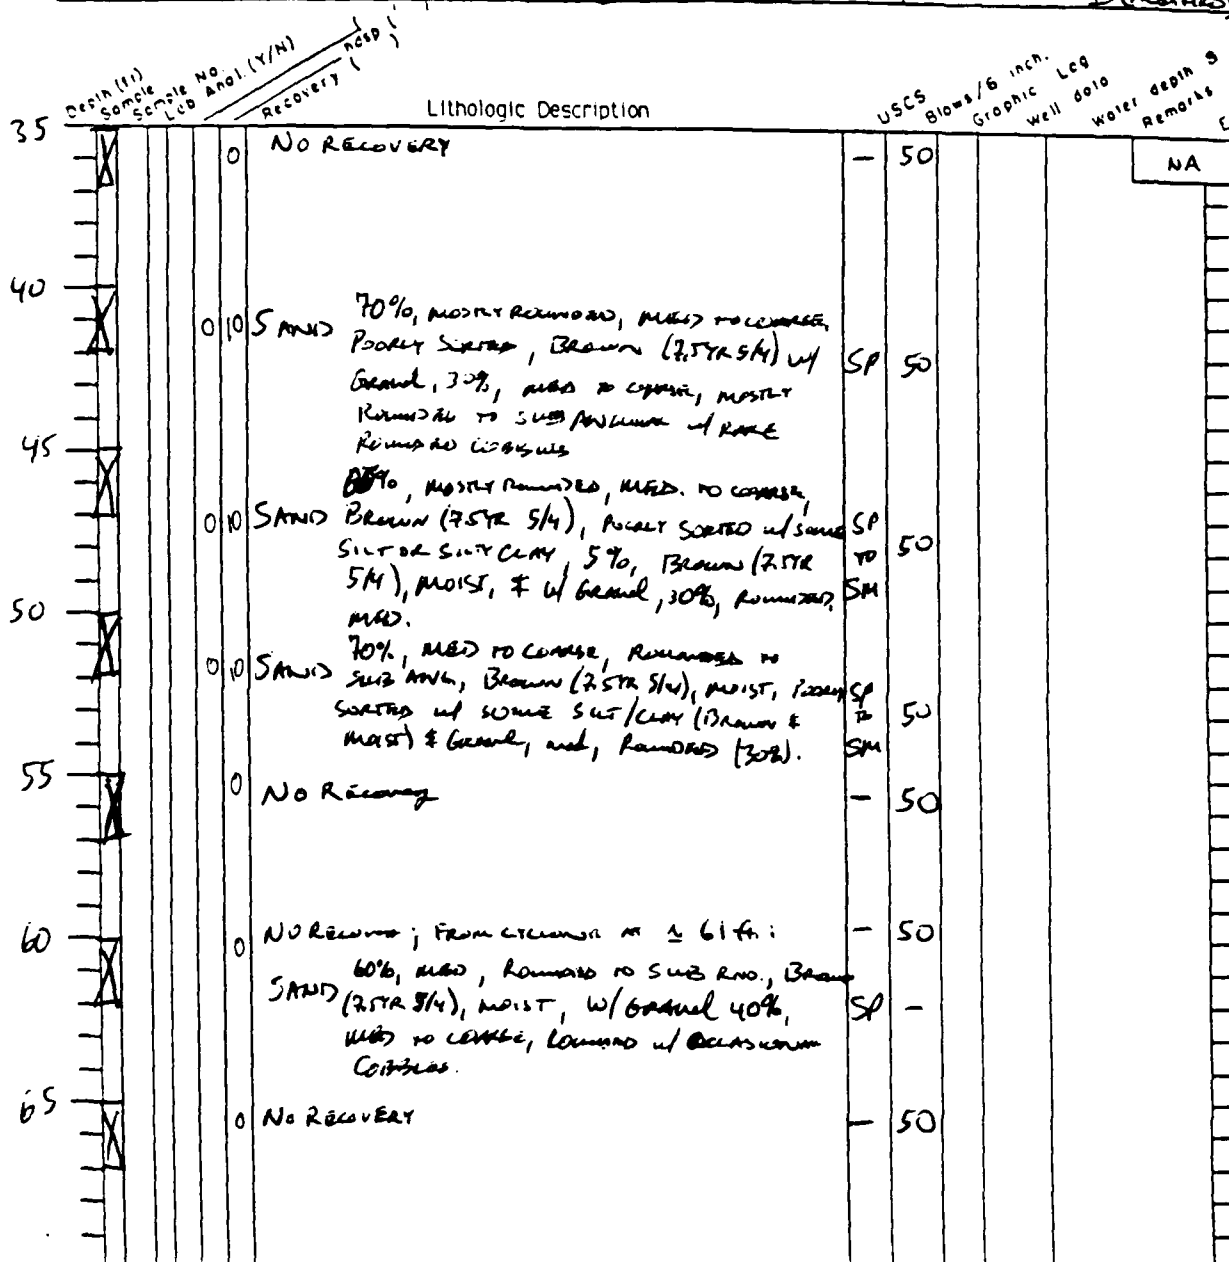 Depth (ft) Sample Sample No. Lab Anal. (Y/N) Recovery ( ) USCS Blows/6 inch. Graphic Log Well data Water depth Remarks
Lithologic Description
35 0 NO RECOVERY — 50 NA
40
0 10 SAND 70%, MOSTLY ROUNDED, MED TO COARSE,
POORLY SORTED, BROWN (7.5YR 5/4) W/ SP 50
GRAVEL, 30%, MED TO COARSE, MOSTLY
ROUNDED TO SUBANGULAR W/ RARE
45 ROUNDED COBBLES
%, MOSTLY ROUNDED, MED. TO COARSE,
0 10 SAND BROWN (7.5YR 5/4), POORLY SORTED W/ SOME SP
SILT OR SILTY CLAY, 5%, BROWN (7.5YR TO 50
5/4), MOIST, & W/ GRAVEL, 30%, ROUNDED, SM
50 MED.
70%, MED TO COARSE, ROUNDED TO
0 10 SAND SUB ANG, BROWN (7.5YR 5/4), MOIST, POORLY SP
SORTED W/ SOME SILT/CLAY (BROWN & TO 50
MOIST) & GRAVEL, med, ROUNDED (30%). SM
55 0 NO Recovery — 50
60 0 NO RECOVERY; FROM CYCLONE AT 61 ft: — 50
60%, MED, ROUNDED TO SUB RND., BROWN
SAND (7.5YR 5/4), MOIST, W/ GRAVEL 40%, SP –
MED TO COARSE, ROUNDED W/ OCCASIONAL
COBBLES.
65 0 NO RECOVERY — 50